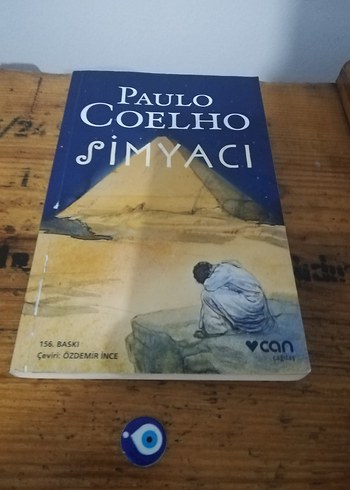 PAULO
COELHO
SİMYACI
156. BASKI
Çeviri: ÖZDEMİR İNCE
can